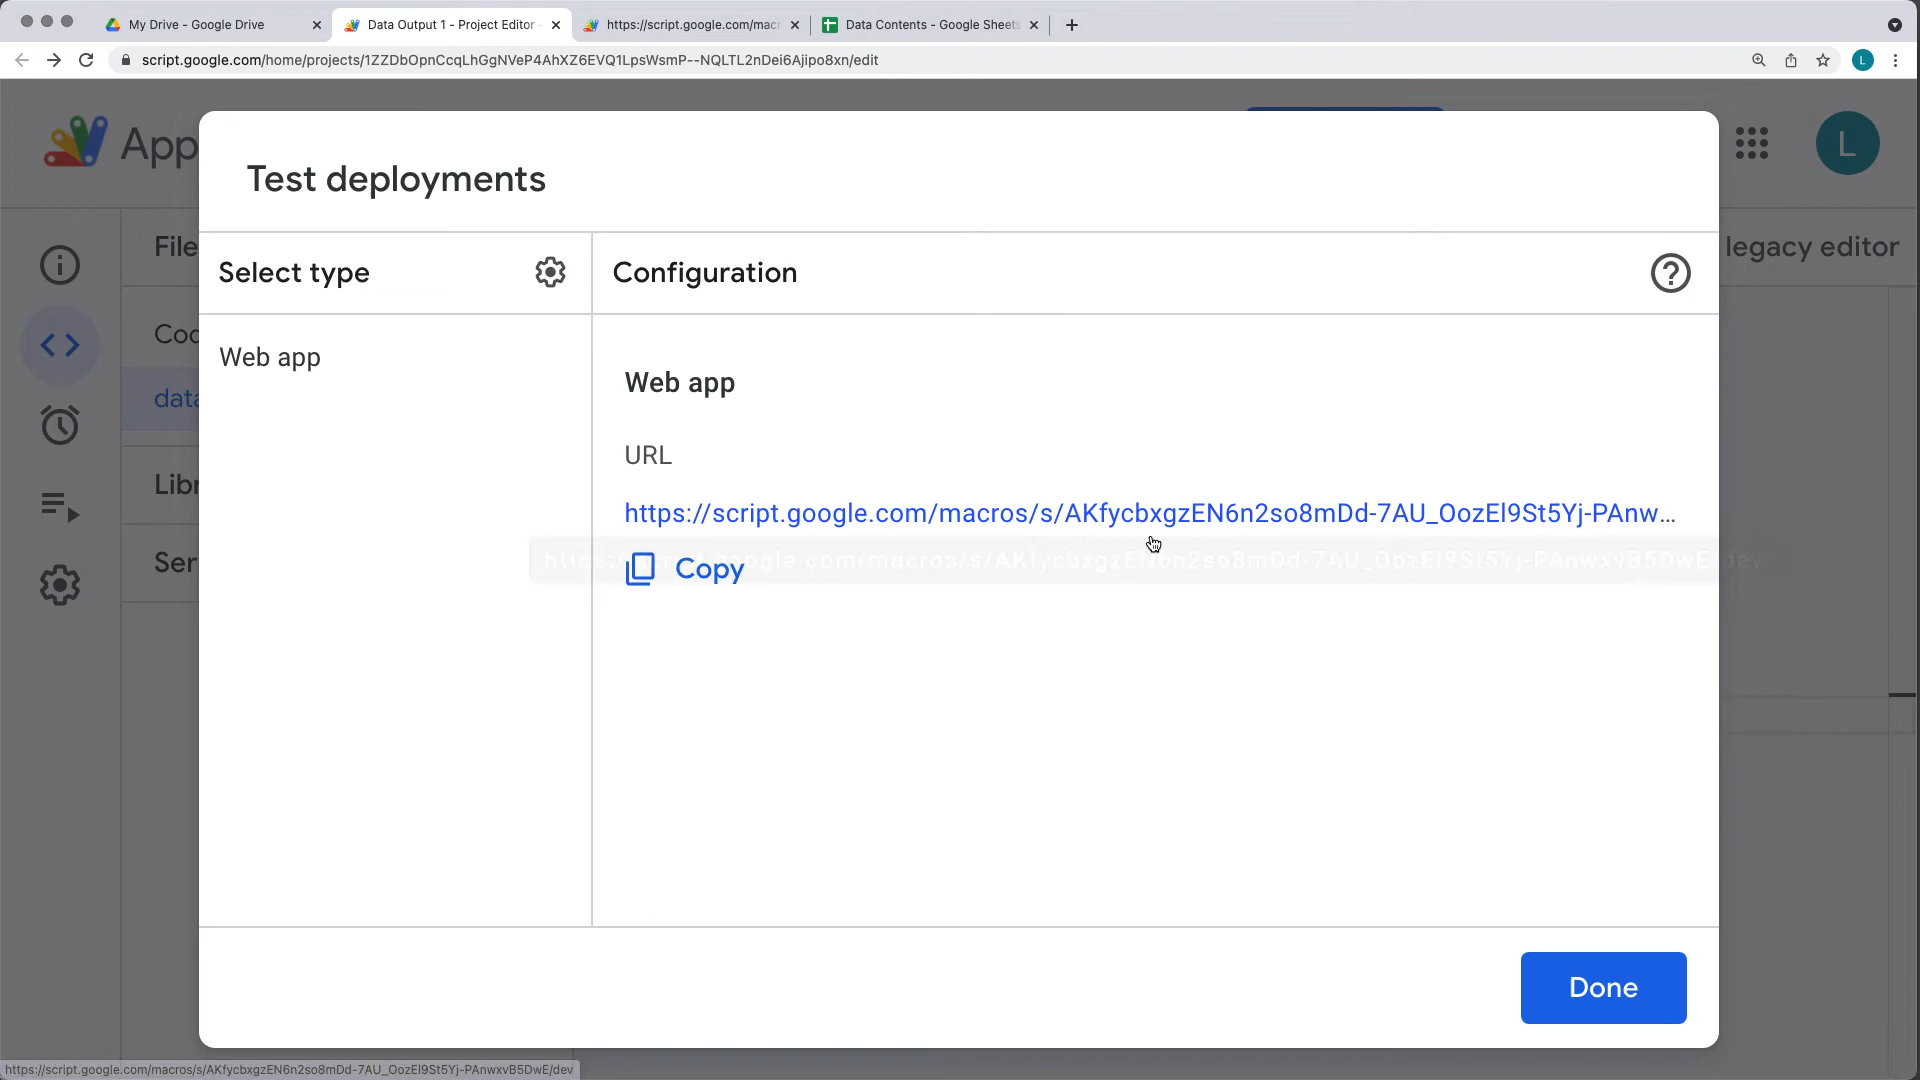 My Drive - Google Drive
Data Output 1 - Project Editor -
https://script.google.com/macr
Data Contents - Google Sheets
script.google.com/home/projects/1ZZDbOpnCcqLhGgNVeP4AhXZ6EVQ1LpsWsmP--NQLTL2nDei6Ajipo8xn/edit
L
App
L
Test deployments
File
legacy editor
Select type
Configuration
Cod
Web app
Web app
data
URL
Libr
https://script.google.com/macros/s/AKfycbxgzEN6n2so8mDd-7AU_OozEl9St5Yj-PAnw...
Ser
Copy
Done
https://script.google.com/macros/s/AKfycbxgzEN6n2so8mDd-7AU_OozEl9St5Yj-PAnwxvB5DwE/dev